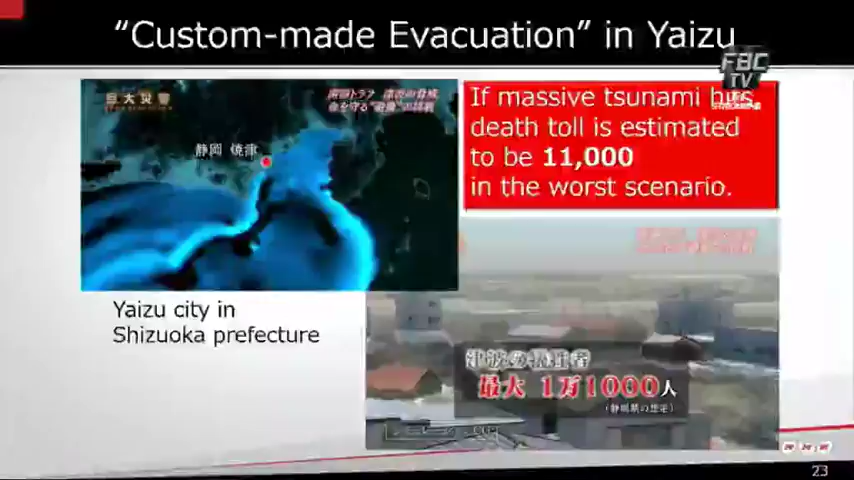 “Custom-made Evacuation” in Yaizu
FBC
TV
巨大災害
静岡 焼津
If massive tsunami hits,
death toll is estimated
to be 11,000
in the worst scenario.
Yaizu city in
Shizuoka prefecture
最大 1万1000人
(静岡県の想定)
NHK
23